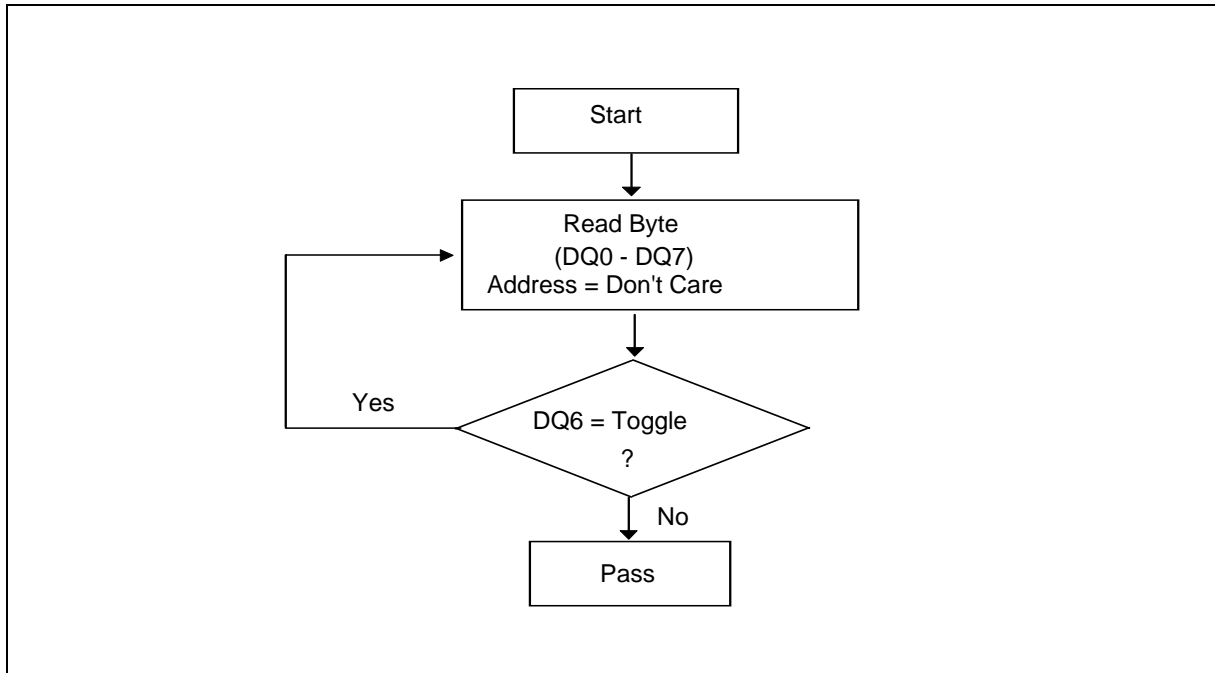 Start
Read Byte
(DQ0 - DQ7)
Address = Don't Care
Yes
DQ6 = Toggle
?
No
Pass